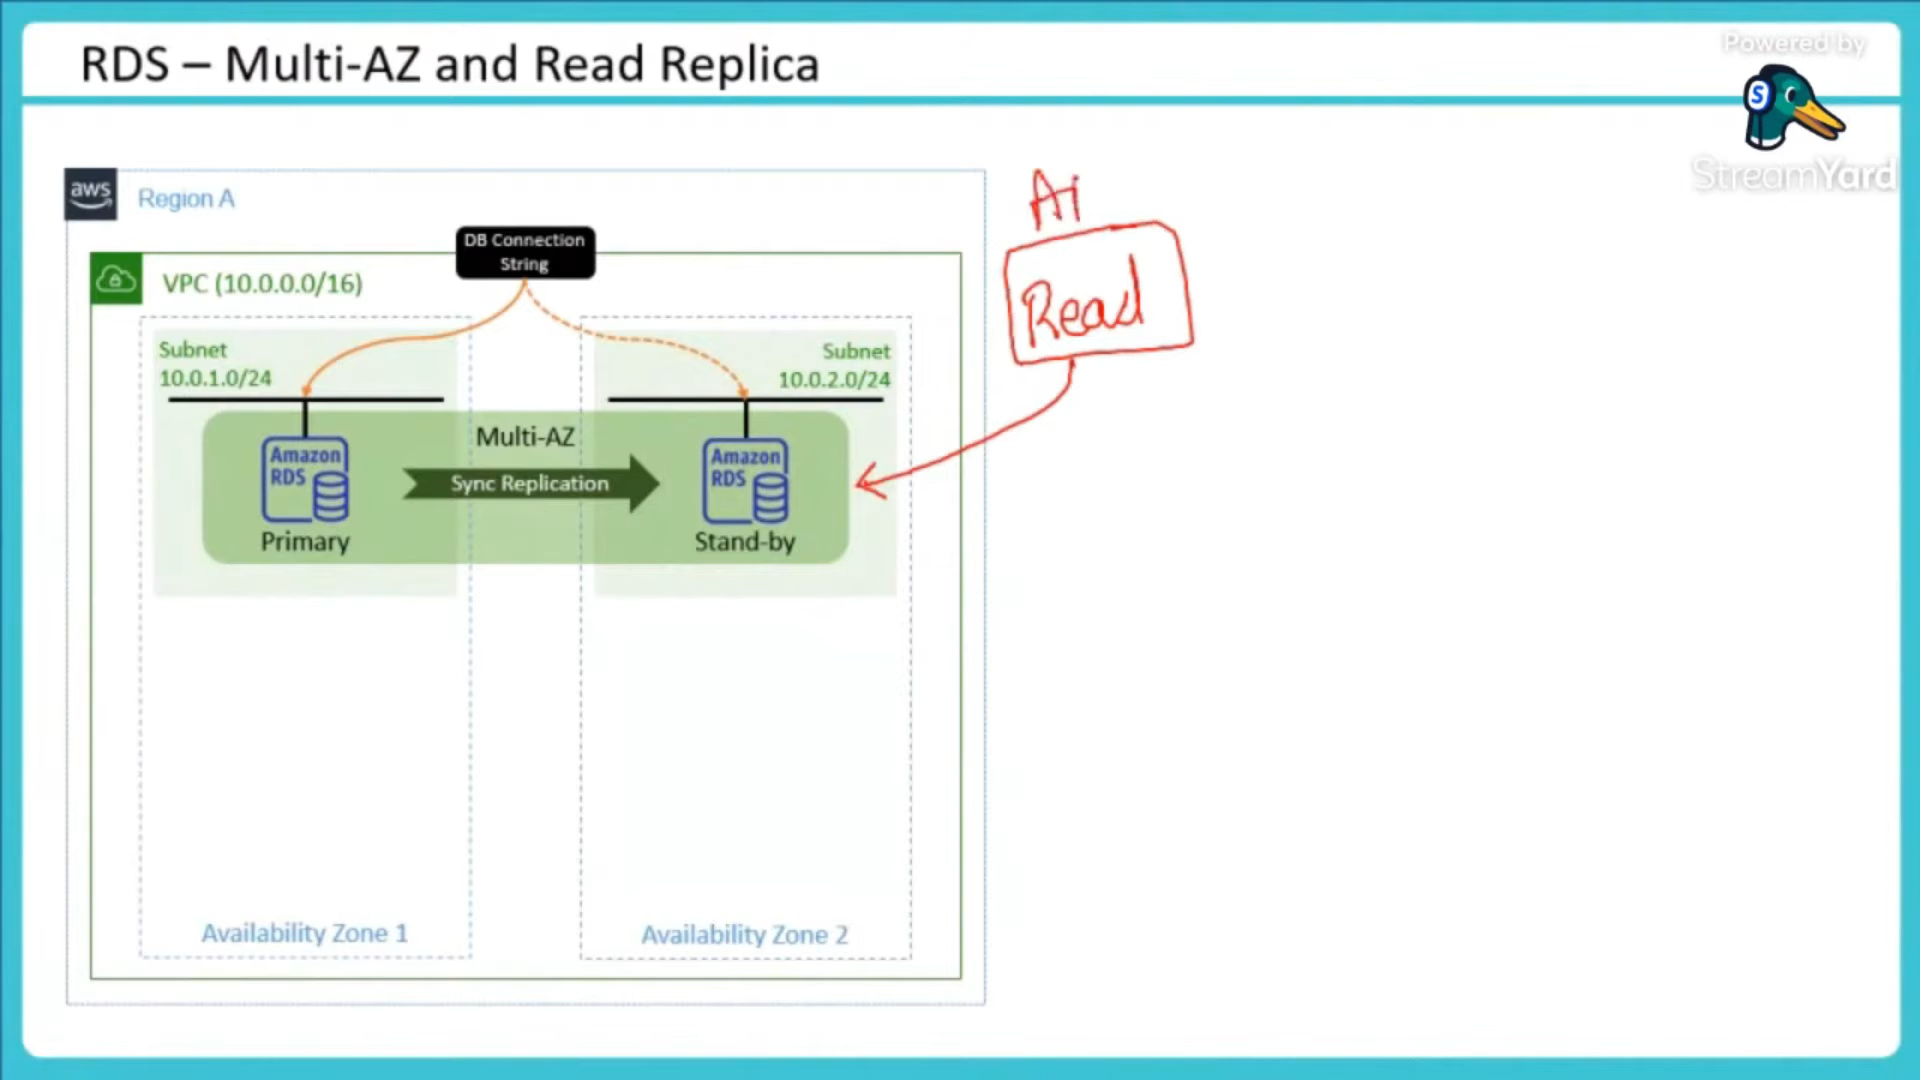 RDS – Multi-AZ and Read Replica
Powered by
StreamYard
S
aws
Region A
DB Connection
String
VPC (10.0.0.0/16)
Subnet
10.0.1.0/24
Subnet
10.0.2.0/24
Multi-AZ
Amazon
RDS
Sync Replication
Amazon
RDS
Primary
Stand-by
Availability Zone 1
Availability Zone 2
Read